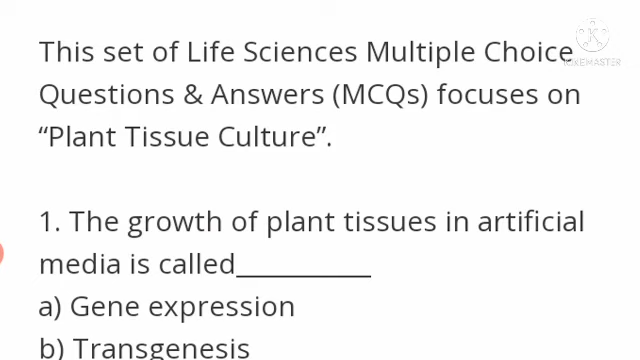 This set of Life Sciences Multiple Choice
KINEMASTER
Questions & Answers (MCQs) focuses on
“Plant Tissue Culture”.
1. The growth of plant tissues in artificial
media is called__________
a) Gene expression
b) Transgenesis